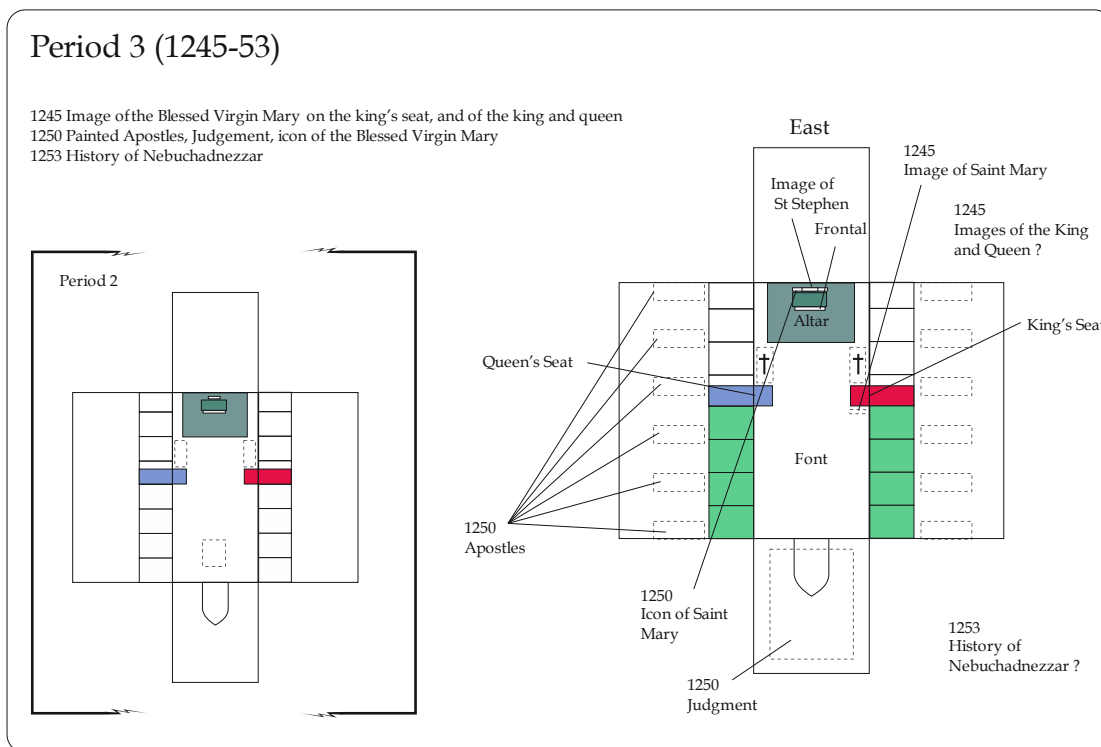 Period 3 (1245-53)
1245 Image of the Blessed Virgin Mary on the king's seat, and of the king and queen
1250 Painted Apostles, Judgement, icon of the Blessed Virgin Mary
1253 History of Nebuchadnezzar
Period 2
East
1245
Image of Saint Mary
Image of
St Stephen
Frontal
1245
Images of the King
and Queen ?
Altar
King's Seat
Queen's Seat
†
†
Font
1250
Apostles
1250
Icon of Saint
Mary
1250
Judgment
1253
History of
Nebuchadnezzar ?